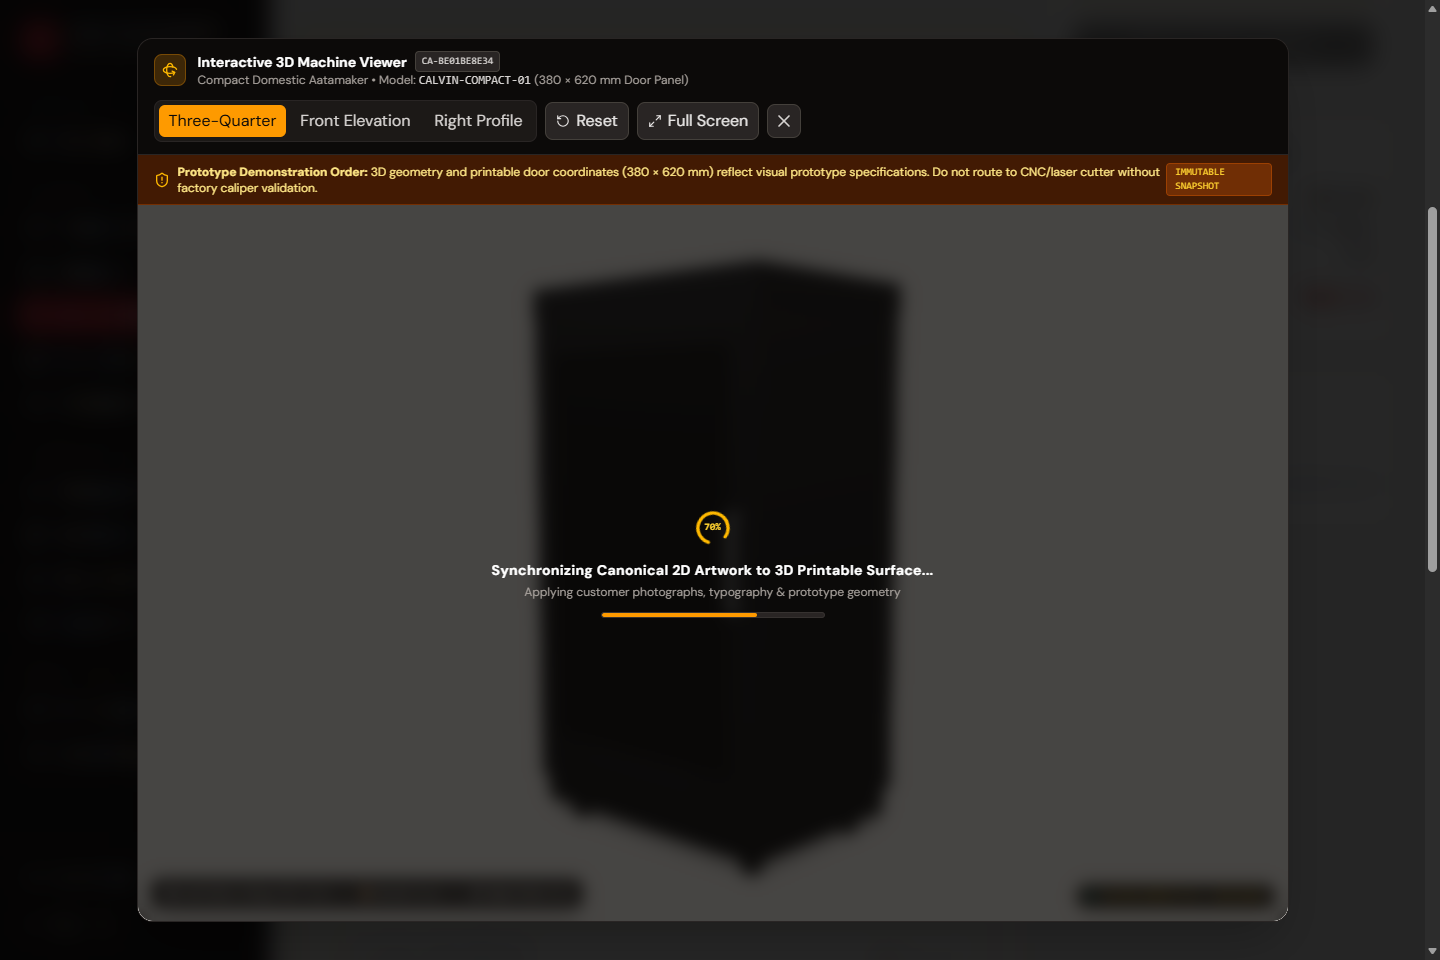 Interactive 3D Machine Viewer CA-BE01BE8E34
Compact Domestic Aatamaker • Model: CALVIN-COMPACT-01 (380 × 620 mm Door Panel)
Three-Quarter Front Elevation Right Profile Reset Full Screen
Prototype Demonstration Order: 3D geometry and printable door coordinates (380 × 620 mm) reflect visual prototype specifications. Do not route to CNC/laser cutter without
factory caliper validation.
IMMUTABLE
SNAPSHOT
70%
Synchronizing Canonical 2D Artwork to 3D Printable Surface...
Applying customer photographs, typography & prototype geometry